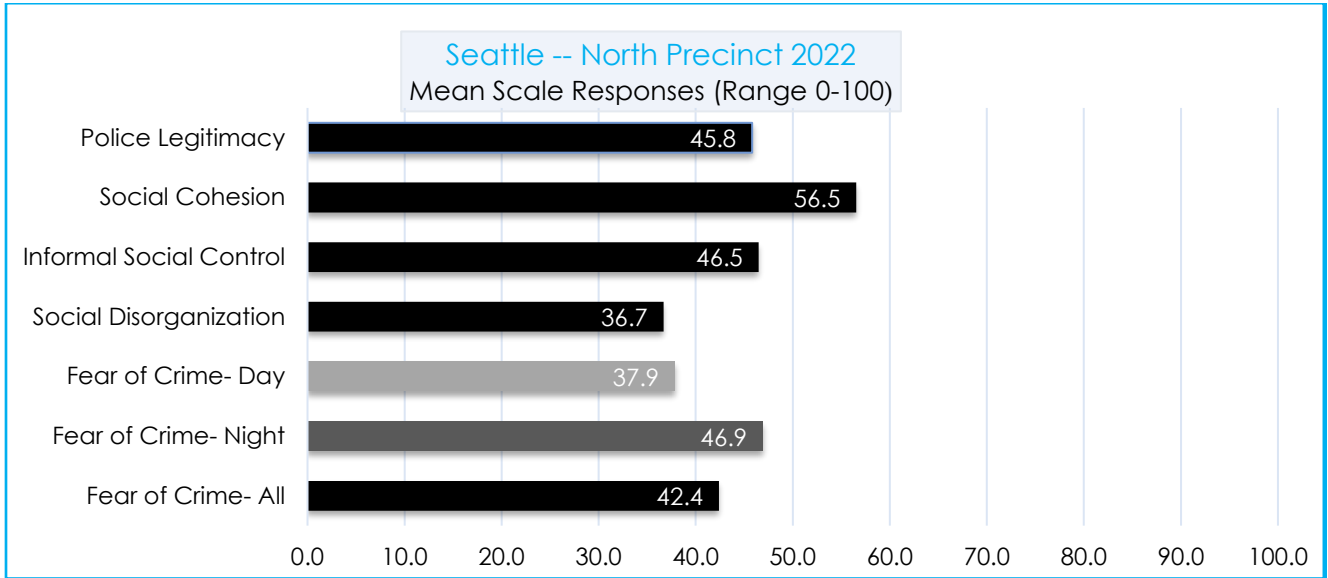 Seattle -- North Precinct 2022
Mean Scale Responses (Range 0-100)
Police Legitimacy 45.8
Social Cohesion 56.5
Informal Social Control 46.5
Social Disorganization 36.7
Fear of Crime- Day 37.9
Fear of Crime- Night 46.9
Fear of Crime- All 42.4
0.0 10.0 20.0 30.0 40.0 50.0 60.0 70.0 80.0 90.0 100.0